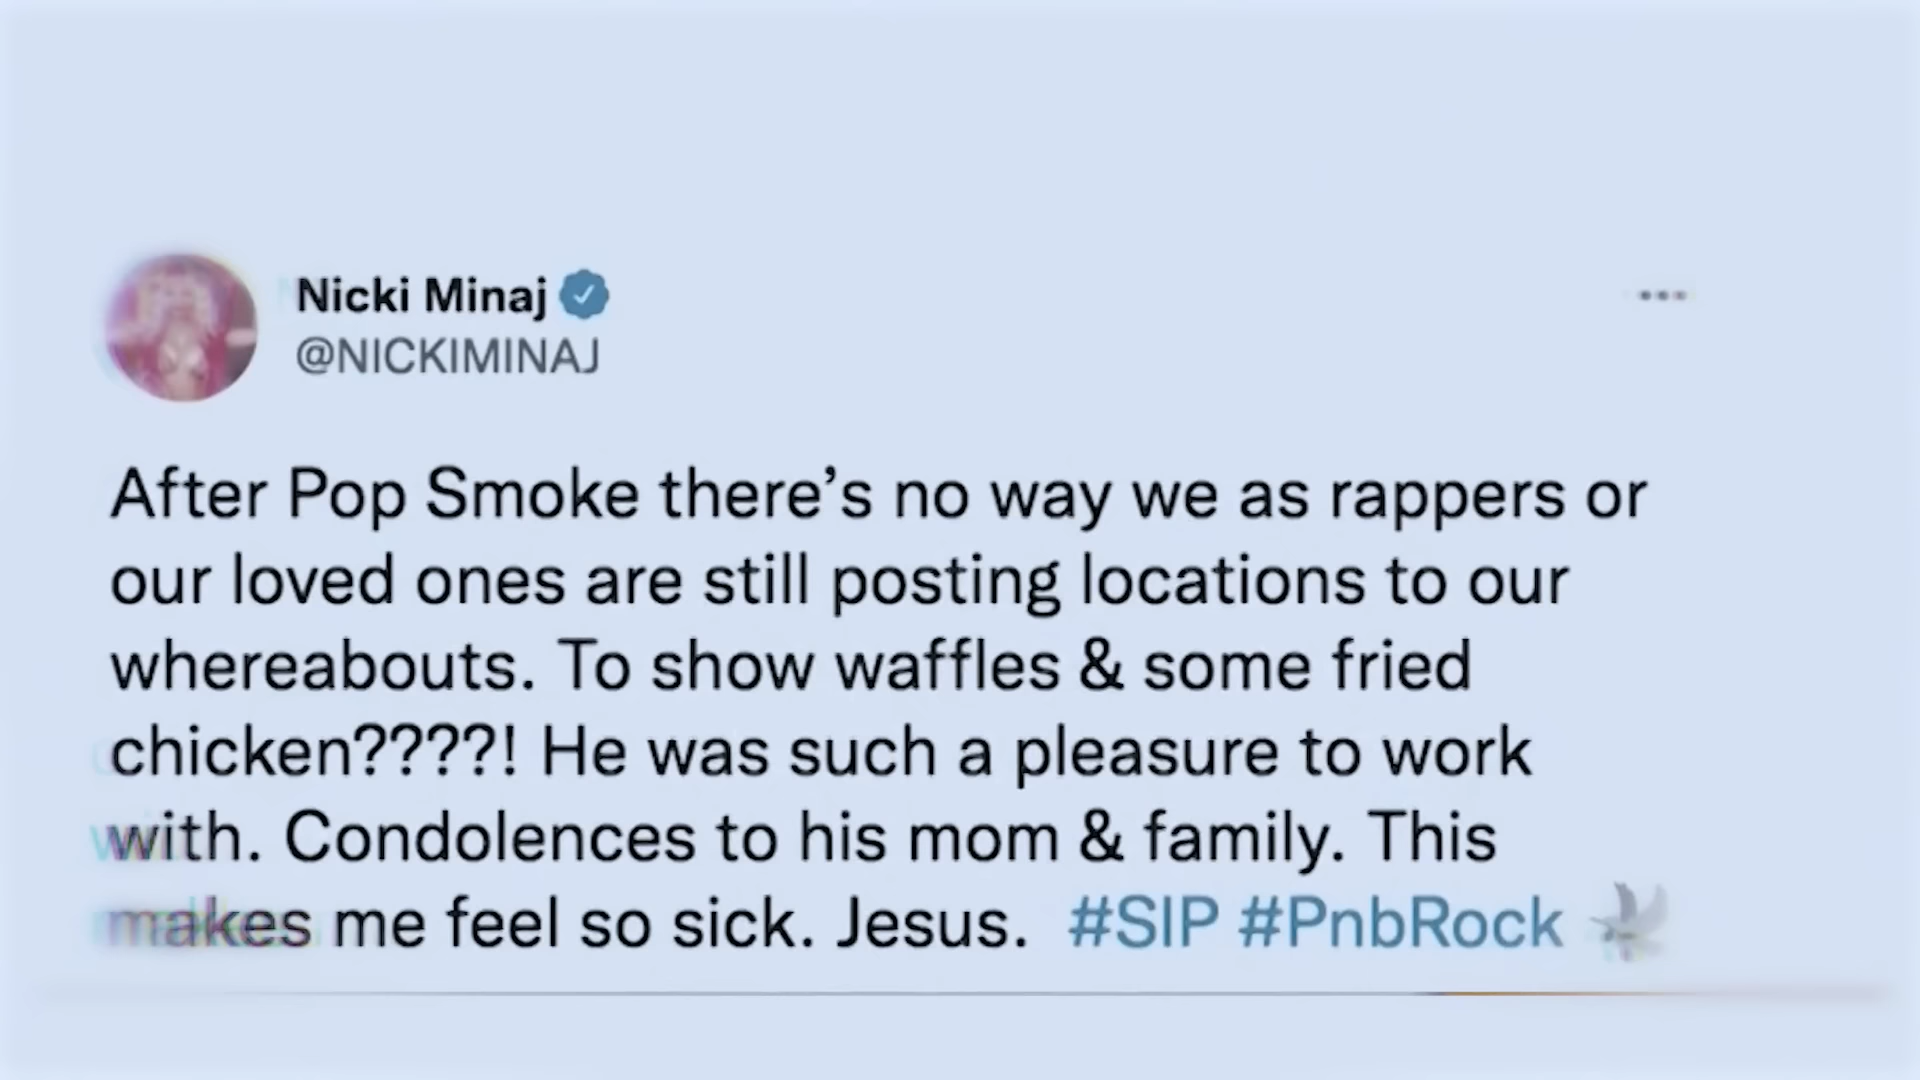 Nicki Minaj
@NICKIMINAJ
After Pop Smoke there’s no way we as rappers or
our loved ones are still posting locations to our
whereabouts. To show waffles & some fried
chicken????! He was such a pleasure to work
with. Condolences to his mom & family. This
makes me feel so sick. Jesus. #SIP #PnbRock